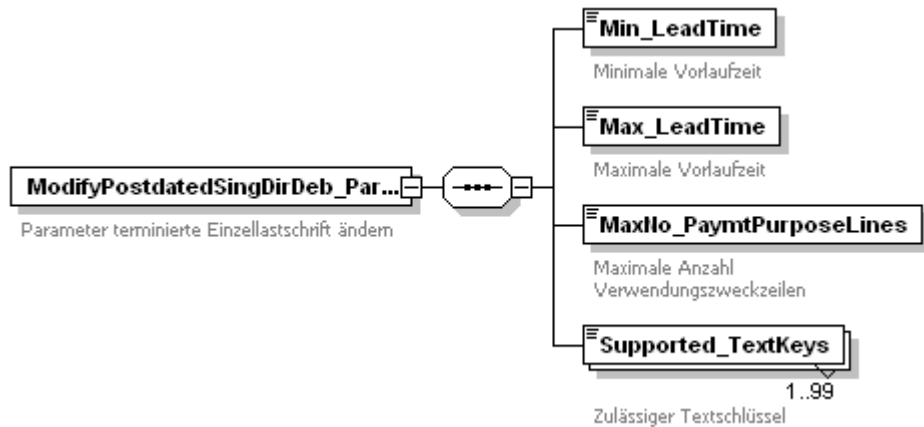 Min_LeadTime
Minimale Vorlaufzeit
Max_LeadTime
Maximale Vorlaufzeit
ModifyPostdatedSingDirDeb_Par...
Parameter terminierte Einzellastschrift ändern
MaxNo_PaymtPurposeLines
Maximale Anzahl
Verwendungszweckzeilen
Supported_TextKeys
1..99
Zulässiger Textschlüssel